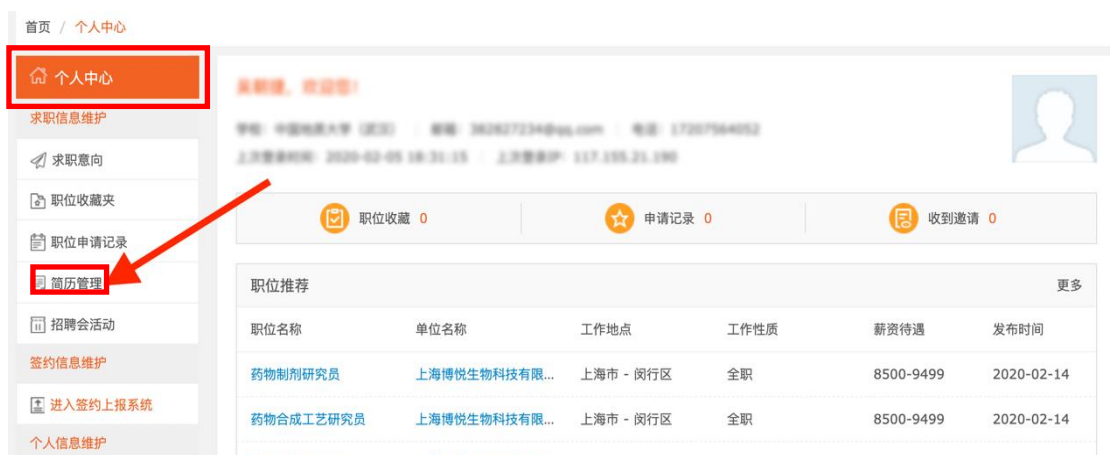 首页 / 个人中心
个人中心
求职信息维护
求职意向
职位收藏夹
职位申请记录
简历管理
招聘会活动
签约信息维护
进入签约上报系统
个人信息维护
职位收藏 0 申请记录 0 收到邀请 0
职位推荐 更多
职位名称 单位名称 工作地点 工作性质 薪资待遇 发布时间
药物制剂研究员 上海博悦生物科技有限... 上海市 - 闵行区 全职 8500-9499 2020-02-14
药物合成工艺研究员 上海博悦生物科技有限... 上海市 - 闵行区 全职 8500-9499 2020-02-14